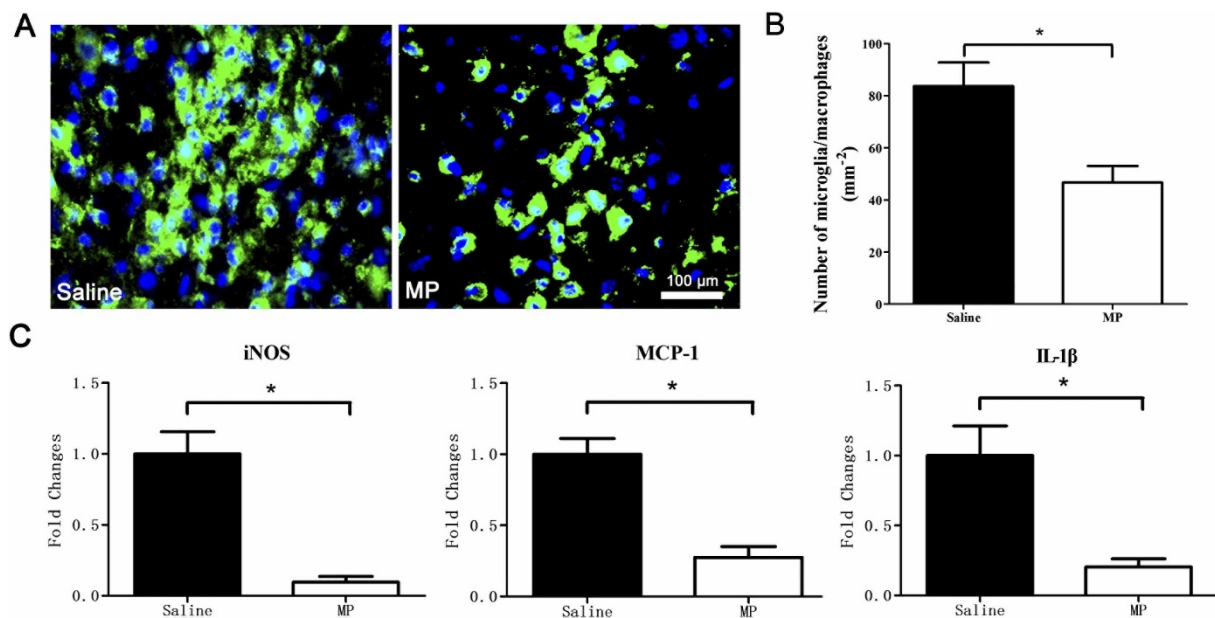 A
Saline
MP
100 µm
B
*
Number of microglia/macrophages
(mm⁻²)
100
80
60
40
20
0
Saline
MP
C
iNOS
*
Fold Changes
1.5
1.0
0.5
0.0
Saline
MP
MCP-1
*
Fold Changes
1.5
1.0
0.5
0.0
Saline
MP
IL-1β
*
Fold Changes
1.5
1.0
0.5
0.0
Saline
MP